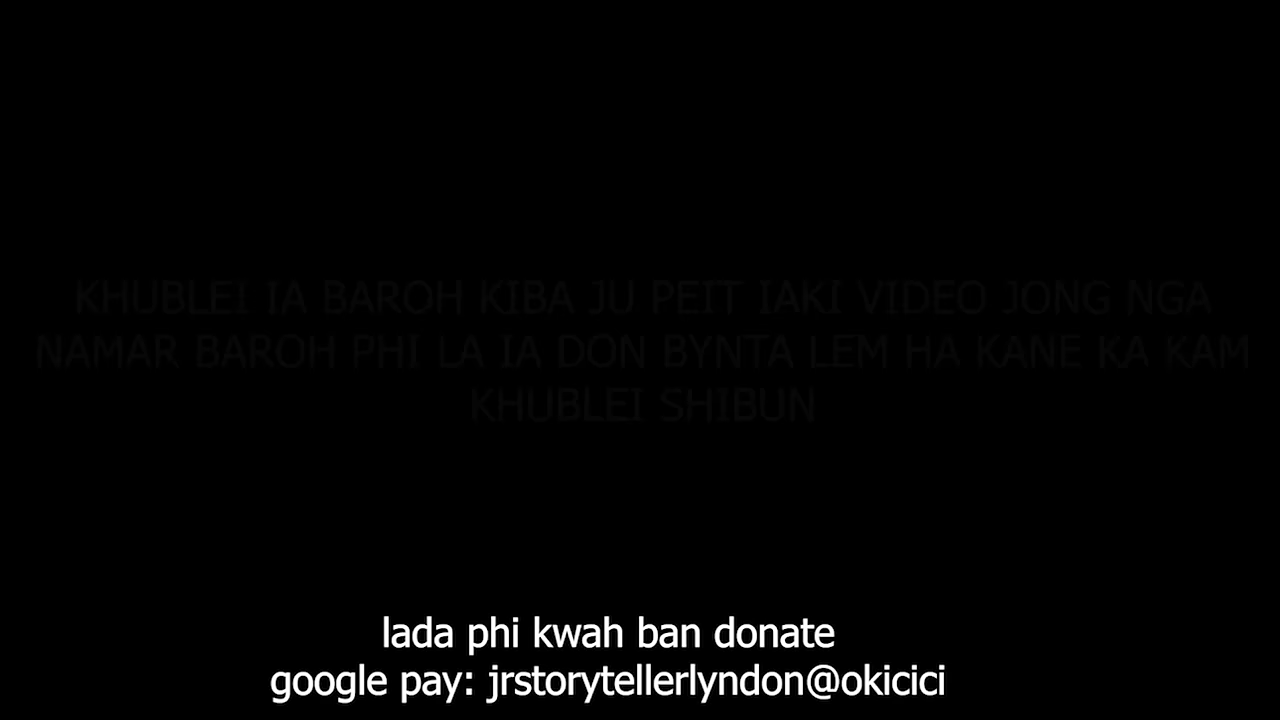 KHUBLEI IA BAROH KIBA JU PEIT IAKI VIDEO JONG NGA
NAMAR BAROH PHI LA IA DON BYNTA LEM HA KANE KA KAM
KHUBLEI SHIBUN
lada phi kwah ban donate
google pay: jrstorytellerlyndon@okicici